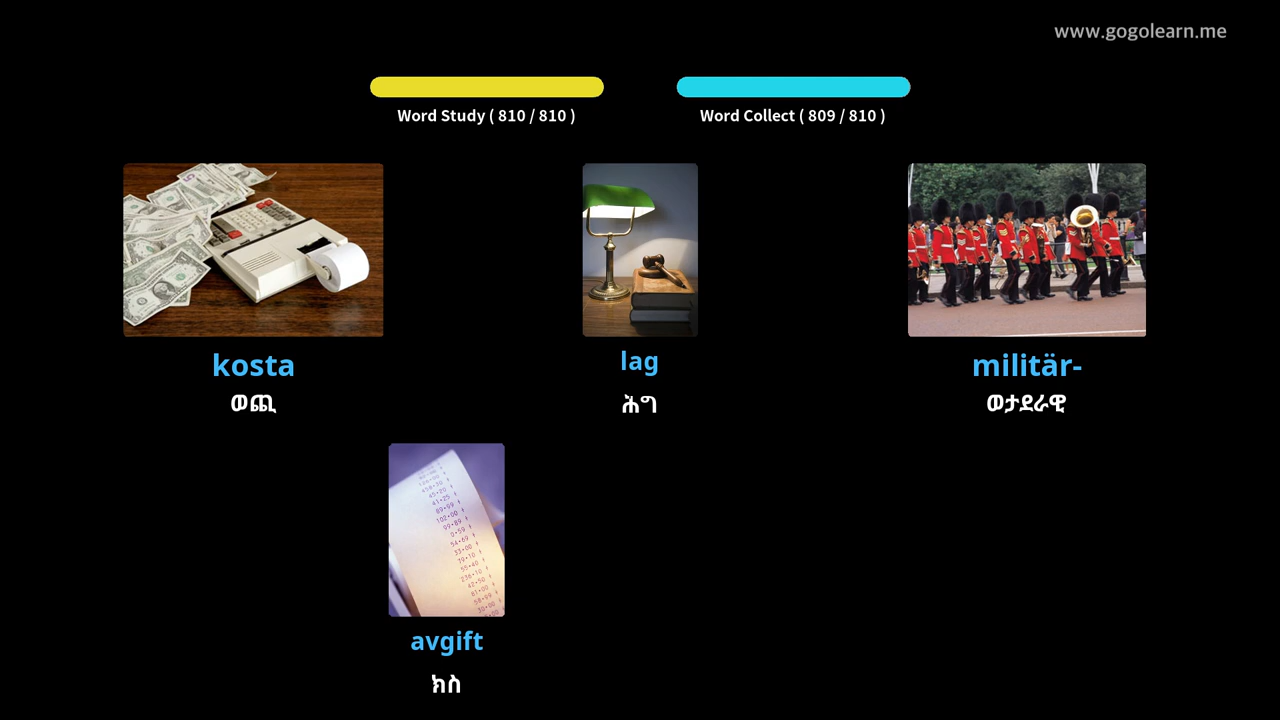 www.gogolearn.me
Word Study ( 810 / 810 )
Word Collect ( 809 / 810 )
kosta
ወጪ
lag
ሕግ
militär-
ወታደራዊ
avgift
ክስ